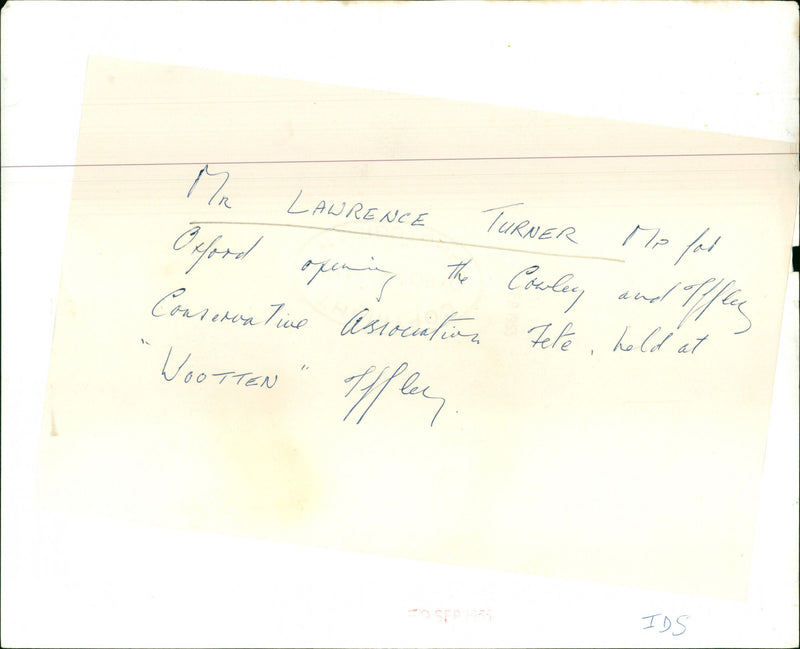 Mr LAWRENCE TURNER MP for
Oxford opening the Cowley and Iffley
Conservative Association Fete, held at
"WOOTTEN" Iffley.
IDS